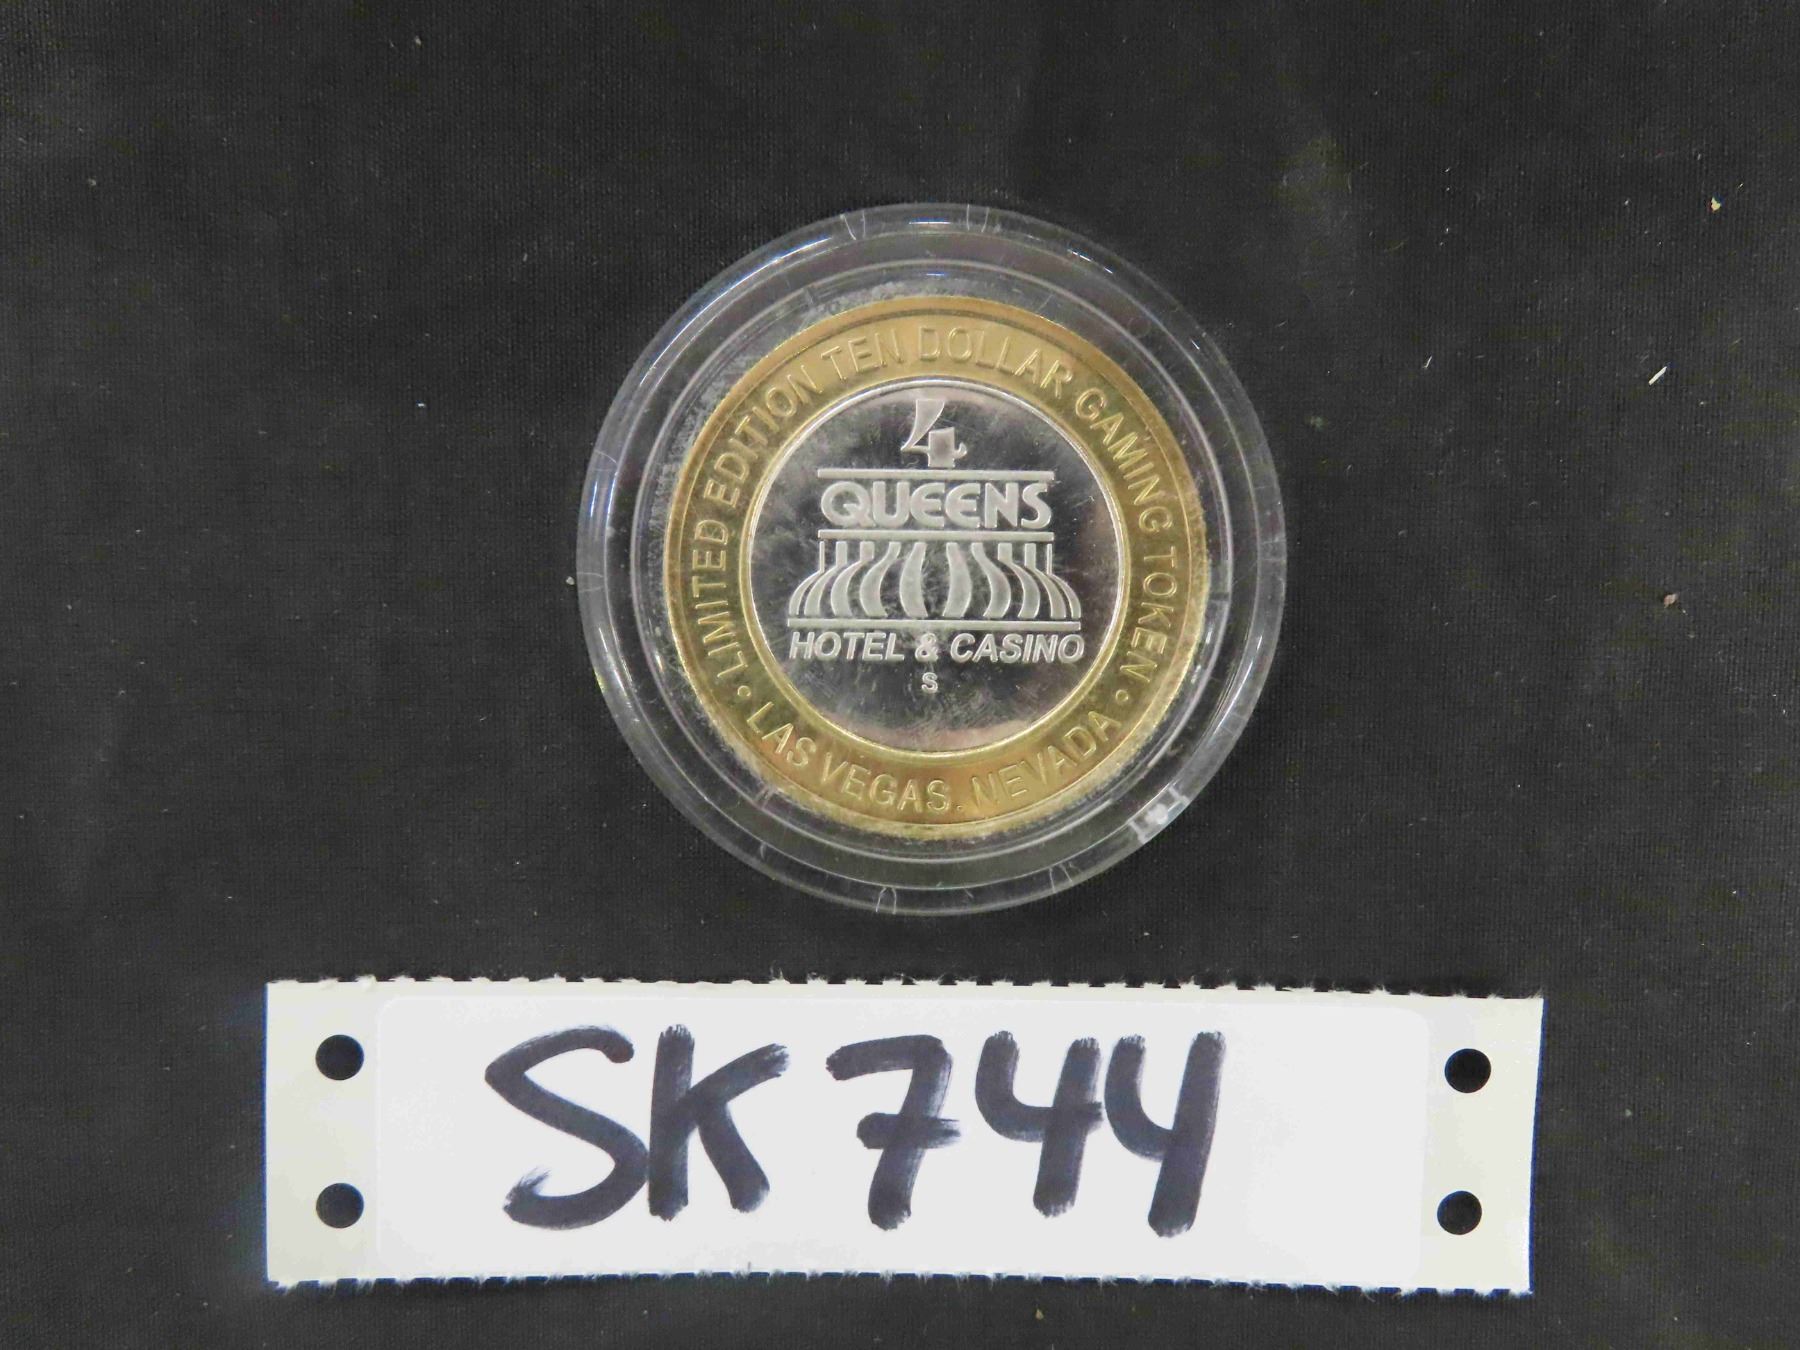 LIMITED EDITION TEN DOLLAR GAMING TOKEN
4
QUEENS
HOTEL & CASINO
S
• LAS VEGAS, NEVADA •
SK744